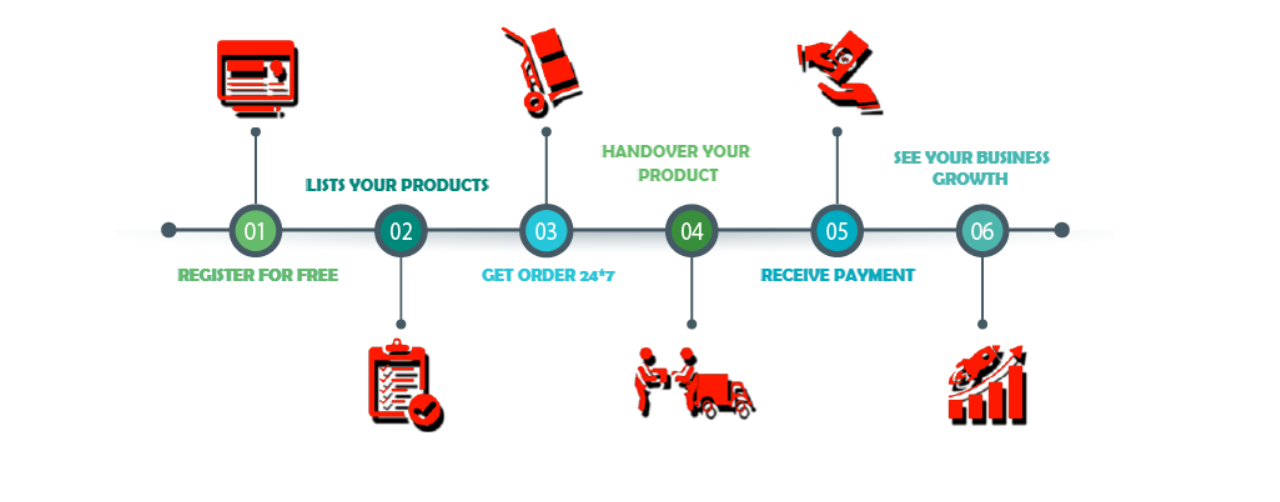 01
REGISTER FOR FREE
LISTS YOUR PRODUCTS
02
03
GET ORDER 24*7
HANDOVER YOUR
PRODUCT
04
05
RECEIVE PAYMENT
SEE YOUR BUSINESS
GROWTH
06